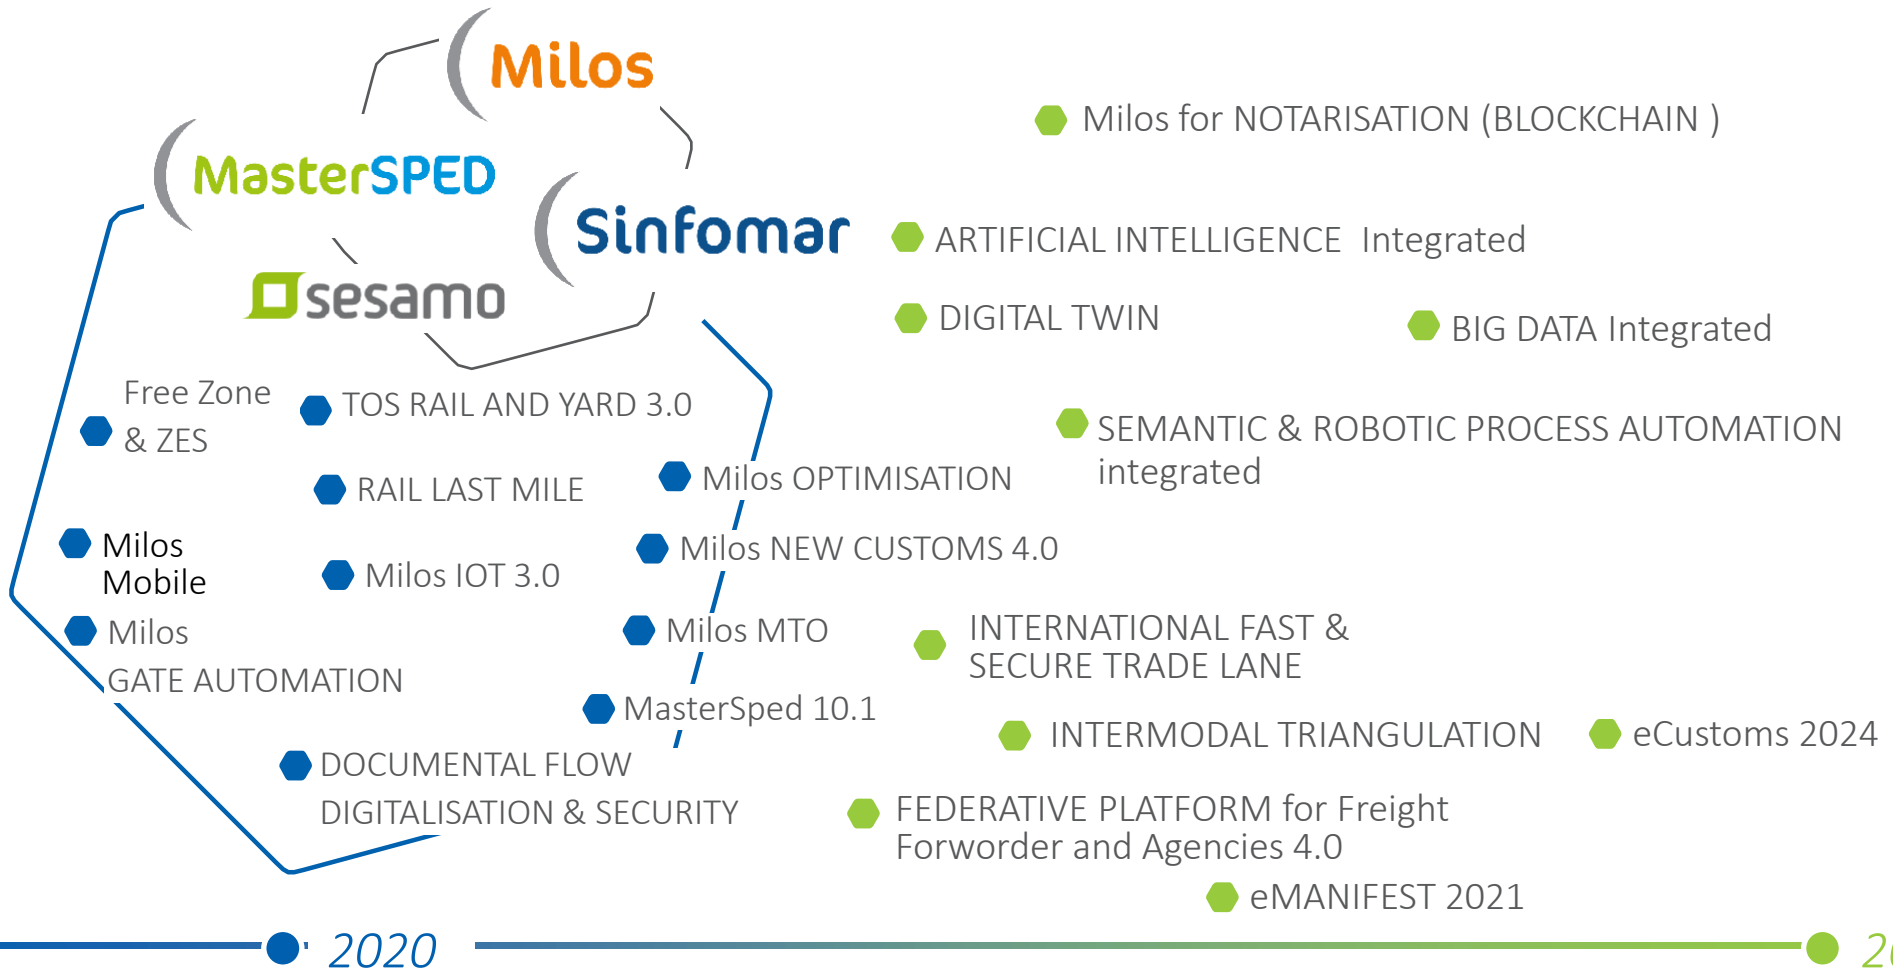 Milos
MasterSPED
Sinfomar
sesamo
Milos for NOTARISATION (BLOCKCHAIN )
ARTIFICIAL INTELLIGENCE Integrated
DIGITAL TWIN
BIG DATA Integrated
Free Zone
& ZES
TOS RAIL AND YARD 3.0
SEMANTIC & ROBOTIC PROCESS AUTOMATION
integrated
RAIL LAST MILE
Milos OPTIMISATION
Milos
Mobile
Milos IOT 3.0
Milos NEW CUSTOMS 4.0
Milos
GATE AUTOMATION
Milos MTO
INTERNATIONAL FAST &
SECURE TRADE LANE
MasterSped 10.1
INTERMODAL TRIANGULATION
eCustoms 2024
DOCUMENTAL FLOW
DIGITALISATION & SECURITY
FEDERATIVE PLATFORM for Freight
Forworder and Agencies 4.0
eMANIFEST 2021
2020